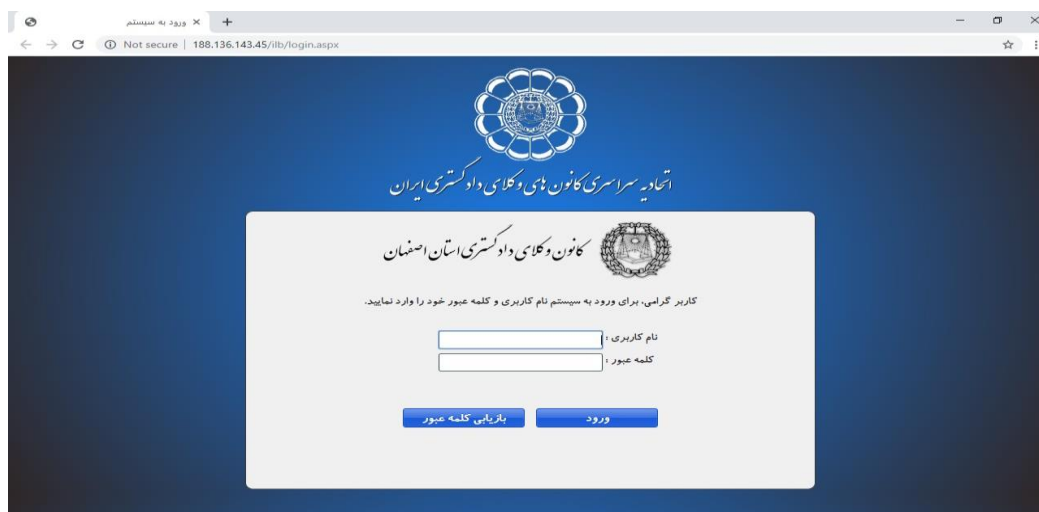 ورود به سیستم
Not secure | 188.136.143.45/ilb/login.aspx
اتحادیه سراسری کانون های وکلای دادگستری ایران
کانون وکلای دادگستری استان اصفهان
کاربر گرامی، برای ورود به سیستم نام کاربری و کلمه عبور خود را وارد نمایید.
نام کاربری :
کلمه عبور :
ورود بازیابی کلمه عبور